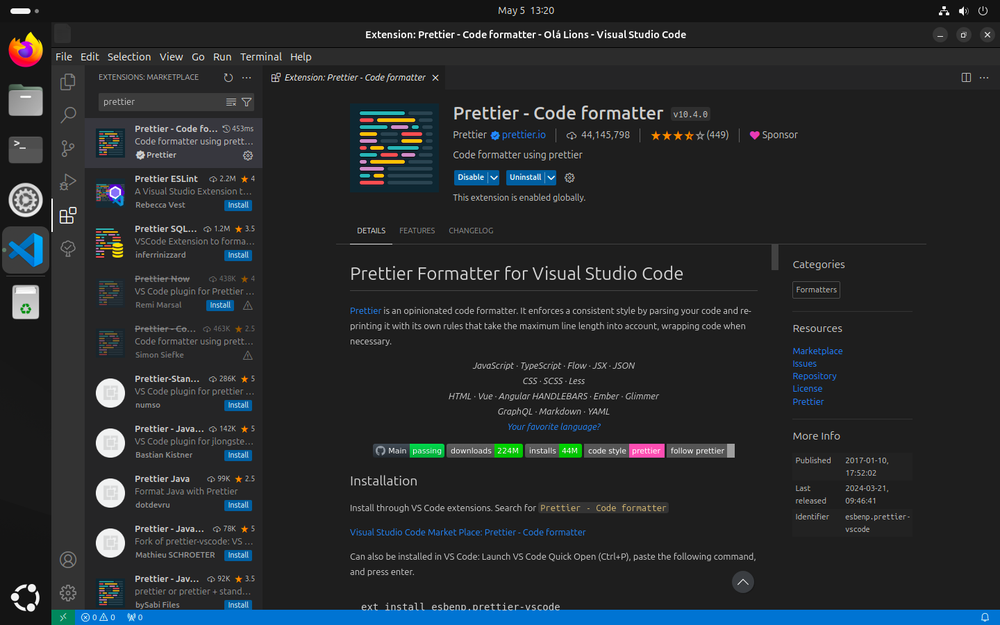 May 5 13:20
Extension: Prettier - Code formatter - Olá Lions - Visual Studio Code
File Edit Selection View Go Run Terminal Help
EXTENSIONS: MARKETPLACE
prettier
Prettier - Code fo... 453ms
Code formatter using prett...
Prettier
Prettier ESLint 2.2M 4
A Visual Studio Extension t...
Rebecca Vest Install
Prettier SQL... 1.2M 3.5
VSCode Extension to forma...
inferrinizzard Install
Prettier Now 438K 4
VS Code plugin for Prettier ...
Remi Marsal Install
Prettier - Co... 463K 2.5
Code formatter using prett...
Simon Siefke
Prettier-Stan... 286K 5
VS Code plugin for prettier ...
numso Install
Prettier - Java... 142K 5
VS Code plugin for jlongste...
Bastian Kistner Install
Prettier Java 99K 2.5
Format Java with Prettier
dotdevru Install
Prettier - Java... 78K 5
Fork of prettier-vscode: VS ...
Mathieu SCHROETER Install
Prettier - Jav... 92K 3.5
prettier or prettier + stand...
bySabi Files Install
Extension: Prettier - Code formatter
Prettier - Code formatter v10.4.0
Prettier prettier.io 44,145,798 (449) Sponsor
Code formatter using prettier
Disable Uninstall
This extension is enabled globally.
DETAILS FEATURES CHANGELOG
Prettier Formatter for Visual Studio Code
Prettier is an opinionated code formatter. It enforces a consistent style by parsing your code and re-
printing it with its own rules that take the maximum line length into account, wrapping code when
necessary.
JavaScript · TypeScript · Flow · JSX · JSON
CSS · SCSS · Less
HTML · Vue · Angular HANDLEBARS · Ember · Glimmer
GraphQL · Markdown · YAML
Your favorite language?
Main passing downloads 224M installs 44M code style prettier follow prettier
Installation
Install through VS Code extensions. Search for Prettier - Code formatter
Visual Studio Code Market Place: Prettier - Code formatter
Can also be installed in VS Code: Launch VS Code Quick Open (Ctrl+P), paste the following command,
and press enter.
ext install esbenp.prettier-vscode
Categories
Formatters
Resources
Marketplace
Issues
Repository
License
Prettier
More Info
Published 2017-01-10,
17:52:02
Last 2024-03-21,
released 09:46:41
Identifier esbenp.prettier-
vscode
0 0 0